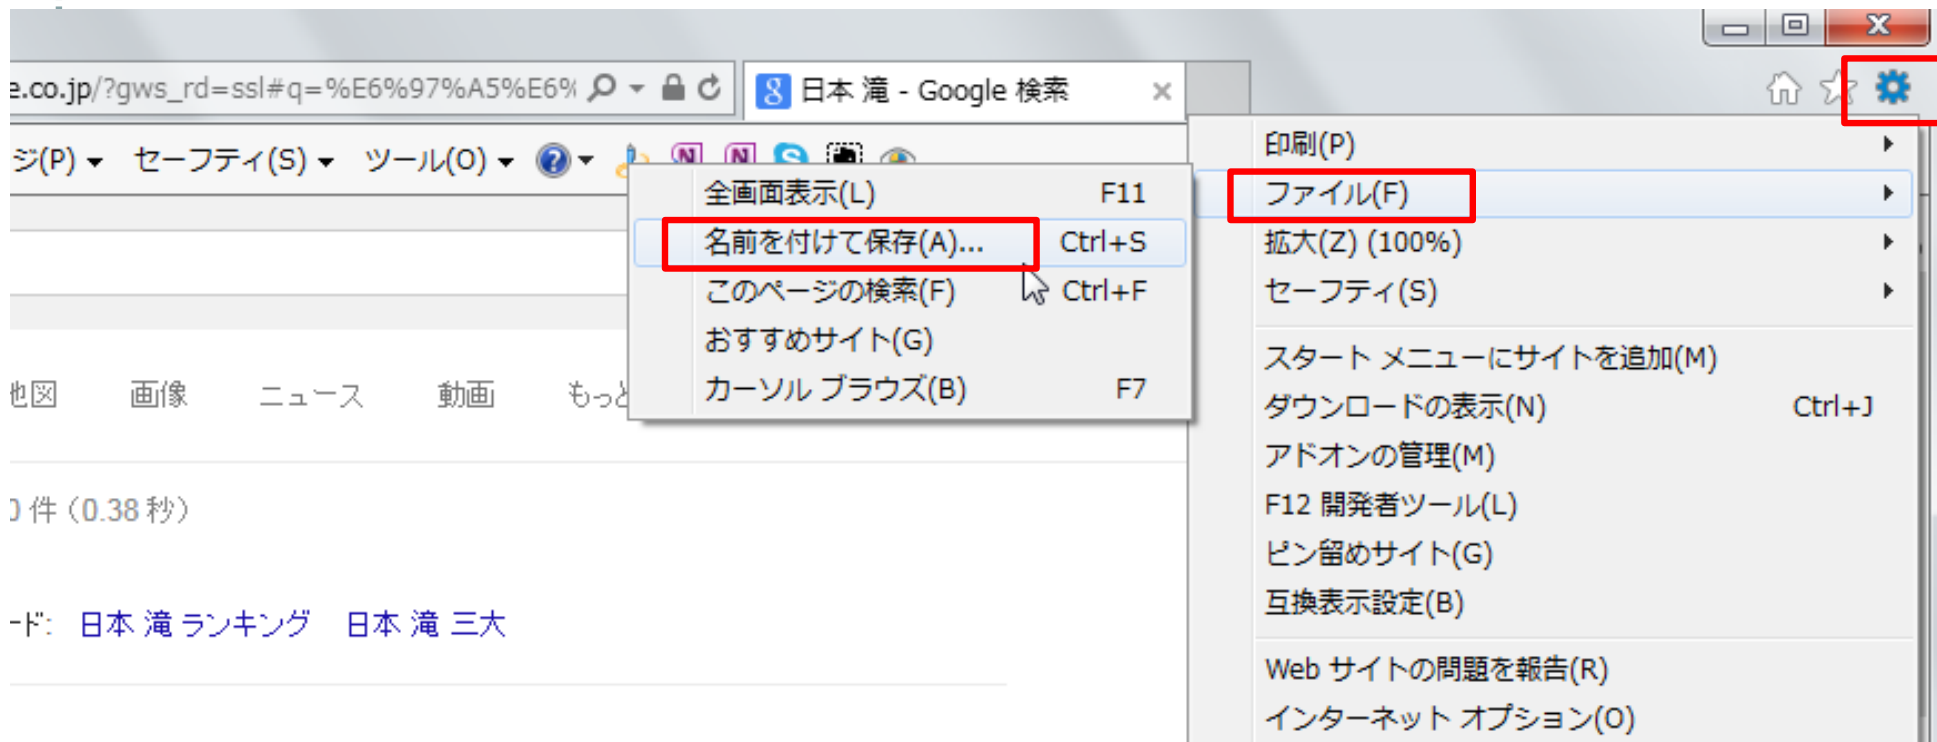 e.co.jp/?gws_rd=ssl#q=%E6%97%A5%E6%
日本 滝 - Google 検索
ジ(P) セーフティ(S) ツール(O)
全画面表示(L) F11
名前を付けて保存(A)... Ctrl+S
このページの検索(F) Ctrl+F
おすすめサイト(G)
カーソル ブラウズ(B) F7
印刷(P)
ファイル(F)
拡大(Z) (100%)
セーフティ(S)
スタート メニューにサイトを追加(M)
ダウンロードの表示(N) Ctrl+J
アドオンの管理(M)
F12 開発者ツール(L)
ピン留めサイト(G)
互換表示設定(B)
Web サイトの問題を報告(R)
インターネット オプション(O)
地図 画像 ニュース 動画 もっと
0 件 (0.38 秒)
ード: 日本 滝 ランキング 日本 滝 三大